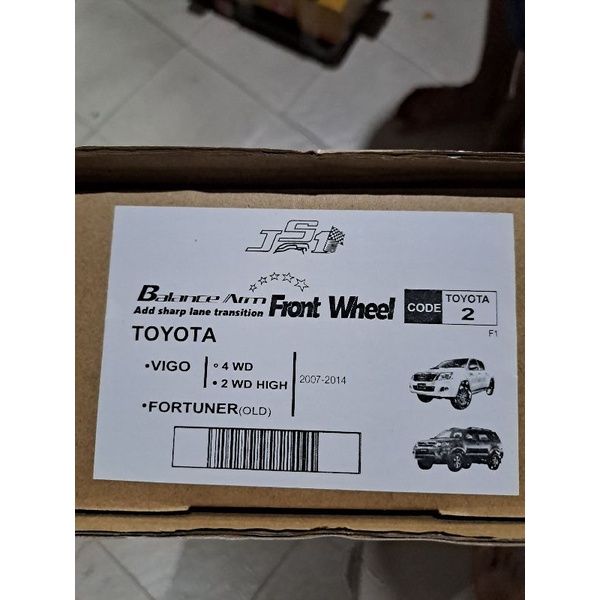 JS1
Balance Arm
Add sharp lane transition
Front Wheel
CODE
TOYOTA
2
F1
TOYOTA
•VIGO
• 4 WD
• 2 WD HIGH
2007-2014
•FORTUNER(OLD)